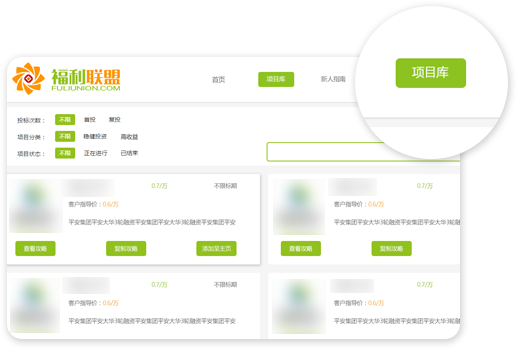 福利联盟
FULIUNION.COM
首页 项目库 新人指南
项目库
投标次数： 不限 首投 复投
项目分类： 不限 稳健投资 高收益
项目状态： 不限 正在进行 已结束
0.7/万 不限标期
客户指导价：0.6/万
平安集团平安大华3轮融资平安集团平安大华3轮融资平安集团平安
查看攻略 复制攻略 添加至主页
0.7/万
客户指导价：0.6/万
平安集团平安大华3轮融资平安集团平安大华3轮
查看攻略 复制攻略
0.7/万 不限标期
客户指导价：0.6/万
平安集团平安大华3轮融资平安集团平安大华3轮融资平安集团平安
0.7/万
客户指导价：0.6/万
平安集团平安大华3轮融资平安集团平安大华3轮